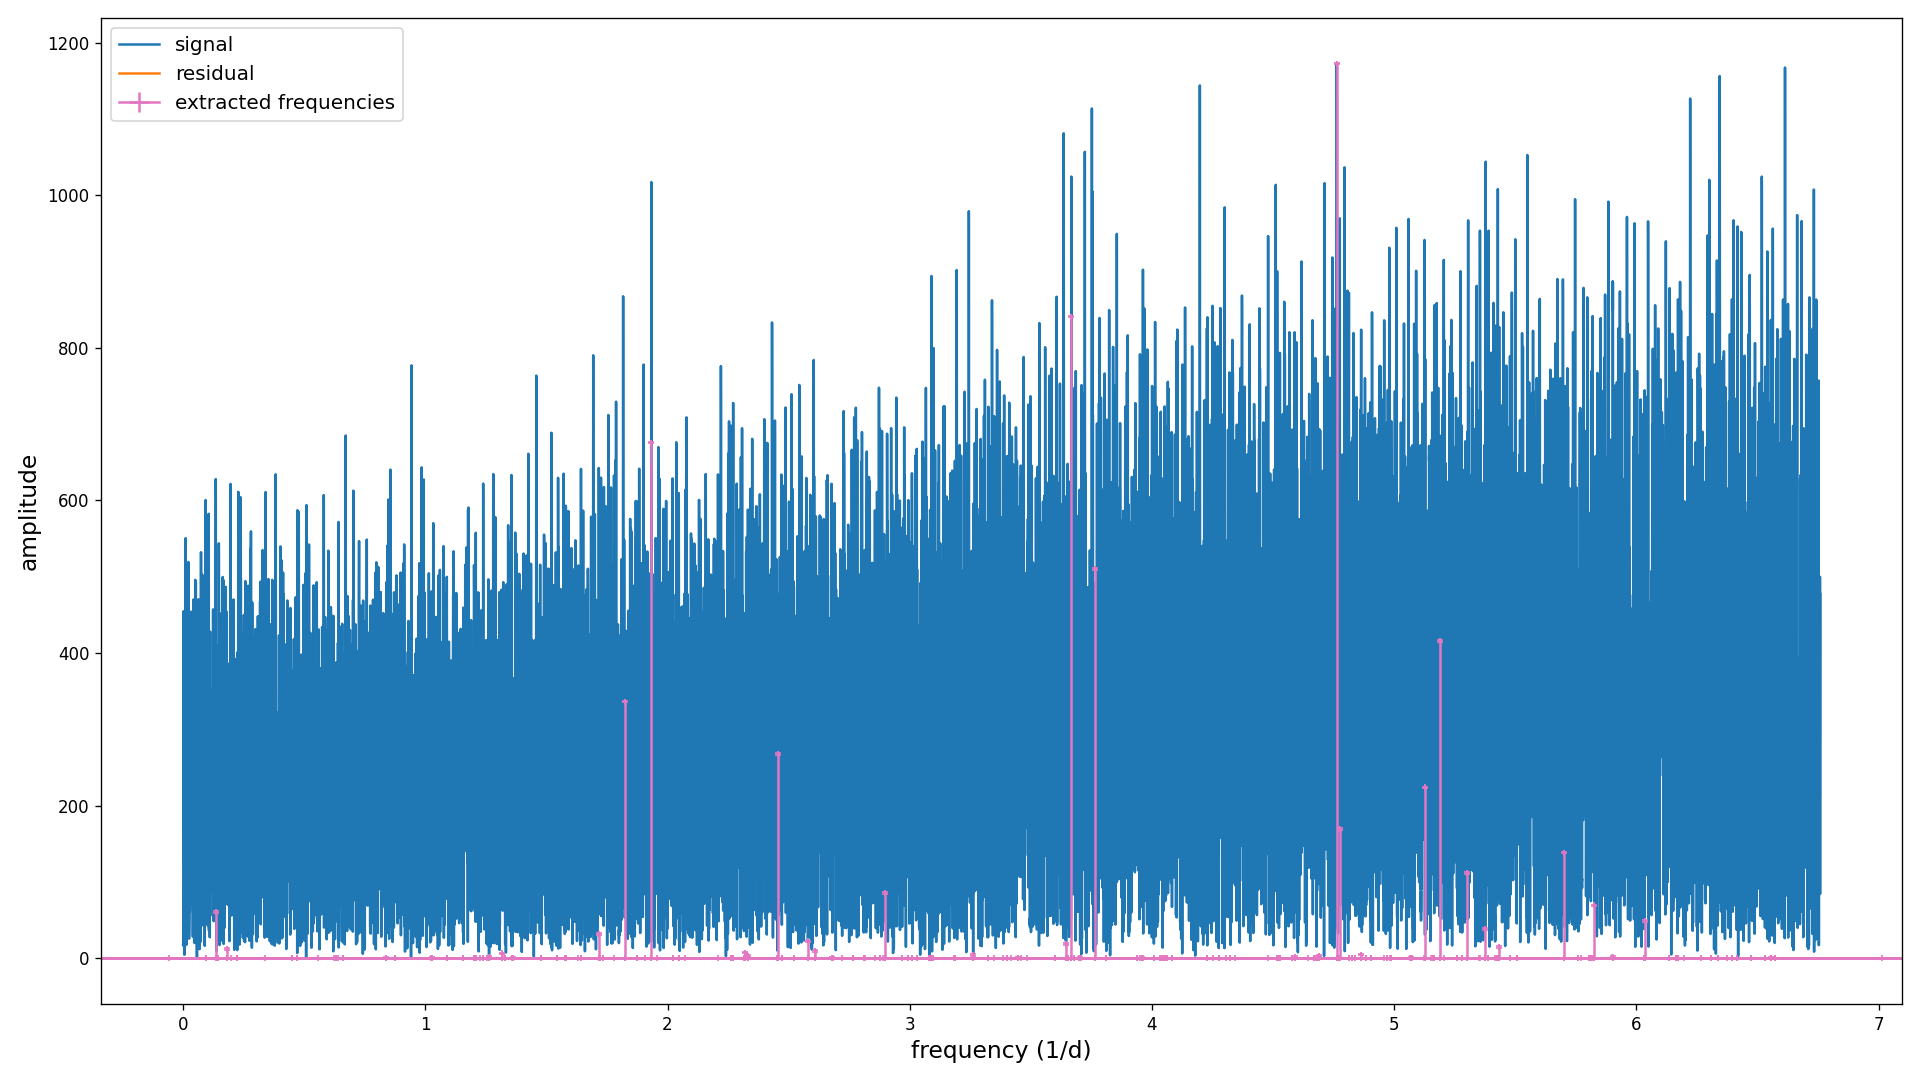 signal
residual
extracted frequencies
1200
1000
800
600
400
200
0
amplitude
0 1 2 3 4 5 6 7
frequency (1/d)